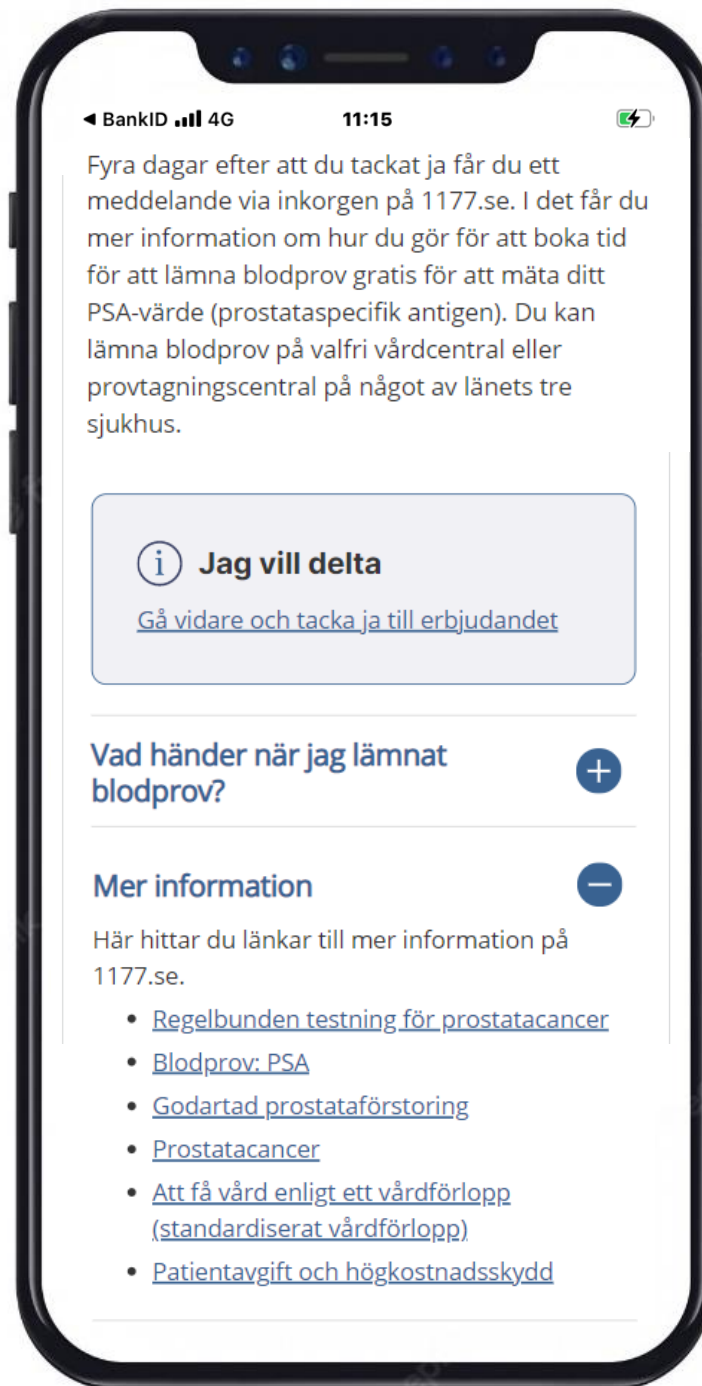 ◀ BankID 4G 11:15
Fyra dagar efter att du tackat ja får du ett
meddelande via inkorgen på 1177.se. I det får du
mer information om hur du gör för att boka tid
för att lämna blodprov gratis för att mäta ditt
PSA-värde (prostataspecifik antigen). Du kan
lämna blodprov på valfri vårdcentral eller
provtagningscentral på något av länets tre
sjukhus.
i Jag vill delta
Gå vidare och tacka ja till erbjudandet
Vad händer när jag lämnat
blodprov?
Mer information
Här hittar du länkar till mer information på
1177.se.
• Regelbunden testning för prostatacancer
• Blodprov: PSA
• Godartad prostataförstoring
• Prostatacancer
• Att få vård enligt ett vårdförlopp
(standardiserat vårdförlopp)
• Patientavgift och högkostnadsskydd